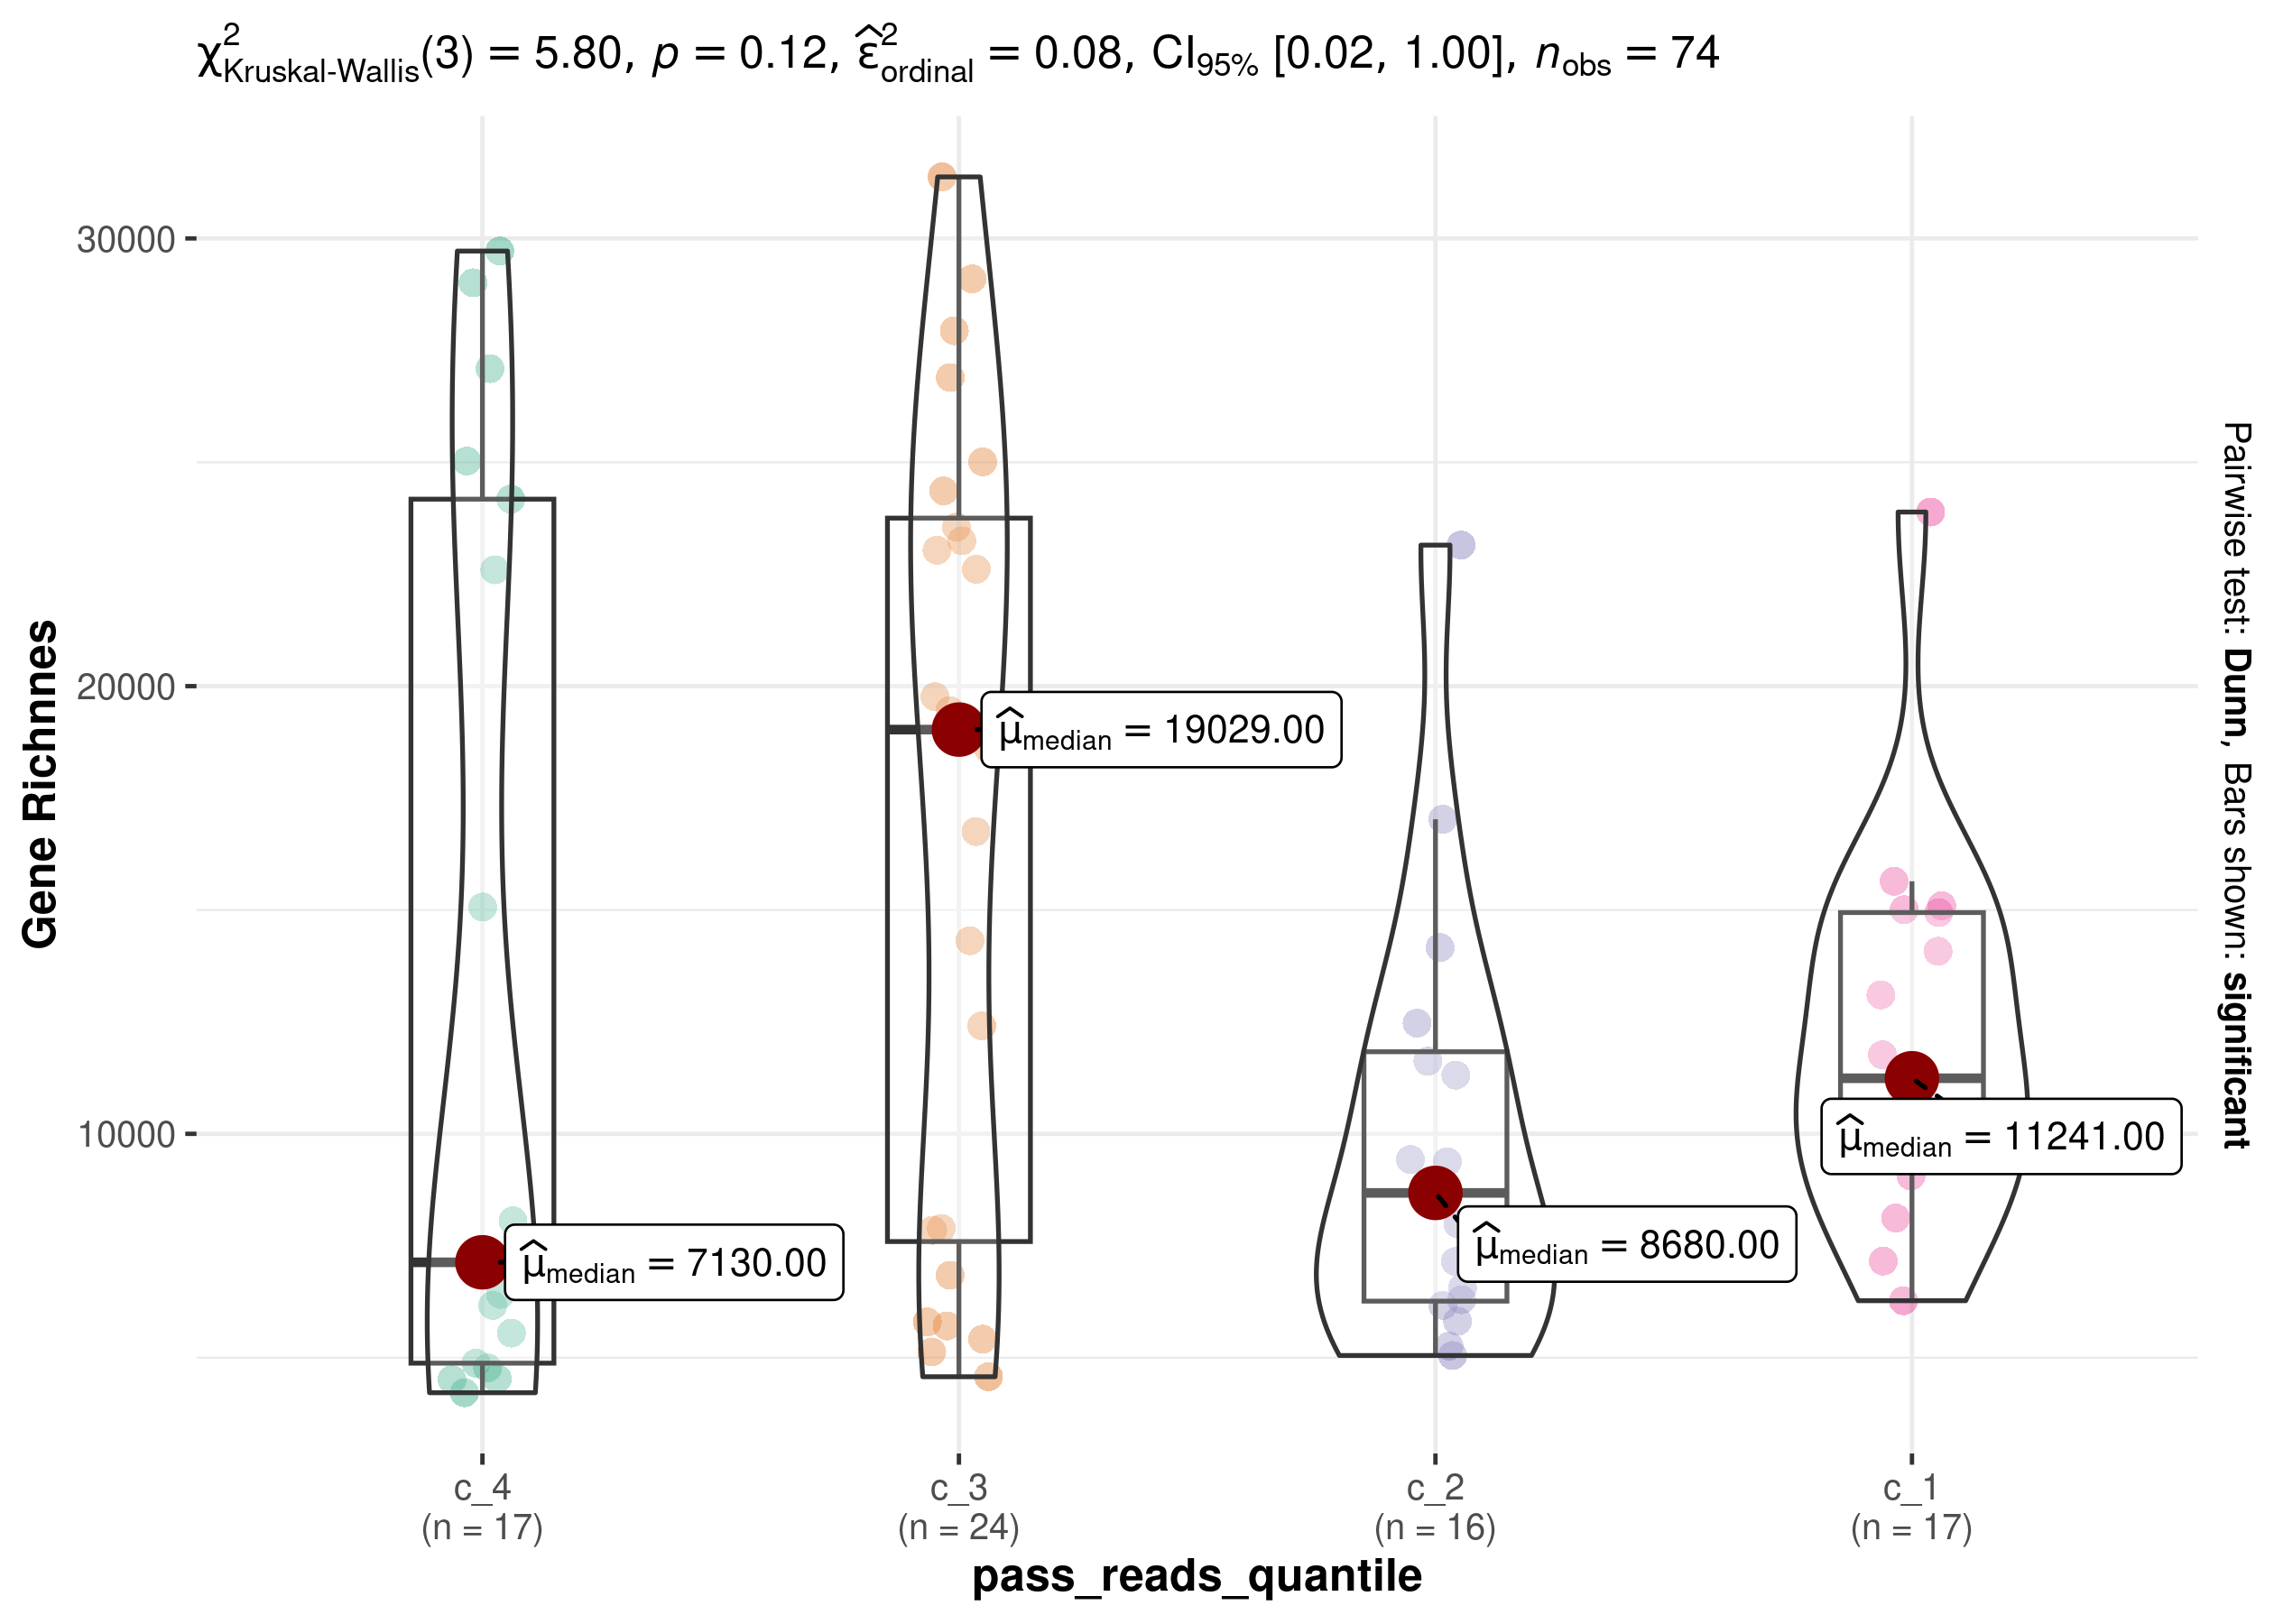 χ²Kruskal-Wallis(3) = 5.80, p = 0.12, ε̂²ordinal = 0.08, CI95% [0.02, 1.00], nobs = 74
Gene Richnnes
30000
20000
10000
μ̂median = 7130.00
μ̂median = 19029.00
μ̂median = 8680.00
μ̂median = 11241.00
Pairwise test: Dunn, Bars shown: significant
c_4
(n = 17)
c_3
(n = 24)
c_2
(n = 16)
c_1
(n = 17)
pass_reads_quantile